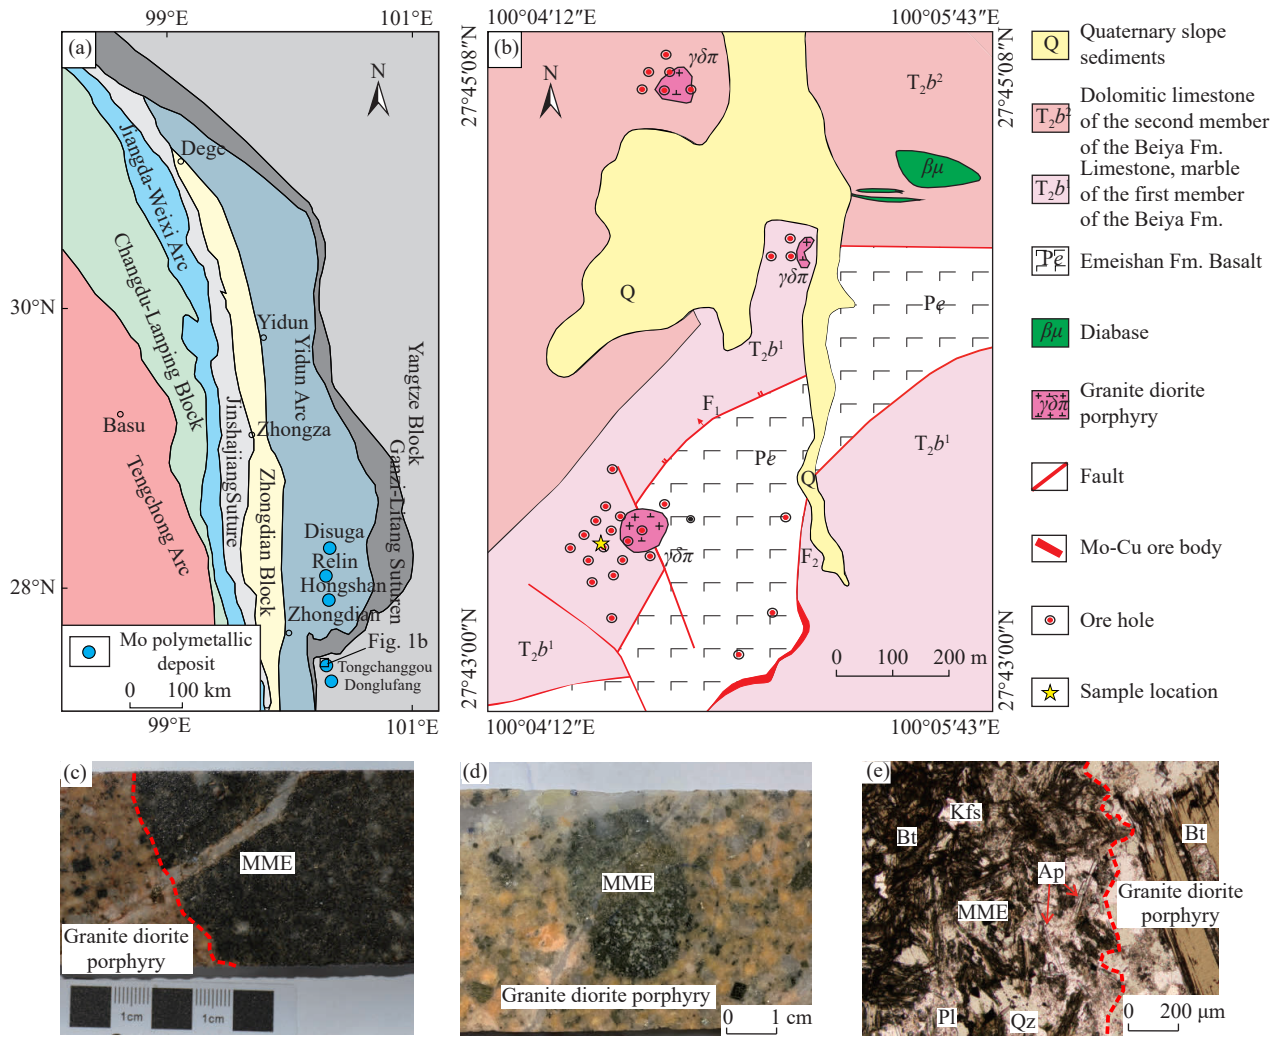 99°E
101°E
(a)
N
Dege
Jiangda-Weixi Arc
Changdu-Lanping Block
30°N
Yidun
Yidun Arc
Yangtze Block
Basu
Zhongza
JinshajiangSuture
Ganzi-Litang Suturen
Tengchong Arc
Zhongdian Block
Disuga
Relin
Hongshan
28°N
Zhongdian
Fig. 1b
Mo polymetallic
deposit
Tongchanggou
Donglufang
0 100 km
99°E
101°E
100°04′12″E
100°05′43″E
27°45′08″N
27°45′08″N
(b)
N
γδπ
T₂b²
βμ
γδπ
Q
Pe
T₂b¹
F₁
T₂b¹
Pe
Q
γδπ
F₂
T₂b¹
0 100 200 m
27°43′00″N
27°43′00″N
100°04′12″E
100°05′43″E
Q
Quaternary slope
sediments
T₂b²
Dolomitic limestone
of the second member
of the Beiya Fm.
T₂b¹
Limestone, marble
of the first member
of the Beiya Fm.
Pe
Emeishan Fm. Basalt
βμ
Diabase
γδπ
Granite diorite
porphyry
Fault
Mo-Cu ore body
Ore hole
Sample location
(c)
MME
Granite diorite
porphyry
1cm
1cm
(d)
MME
Granite diorite porphyry
0 1 cm
(e)
Kfs
Bt
Bt
Ap
MME
Granite diorite
porphyry
Pl
Qz
0 200 μm